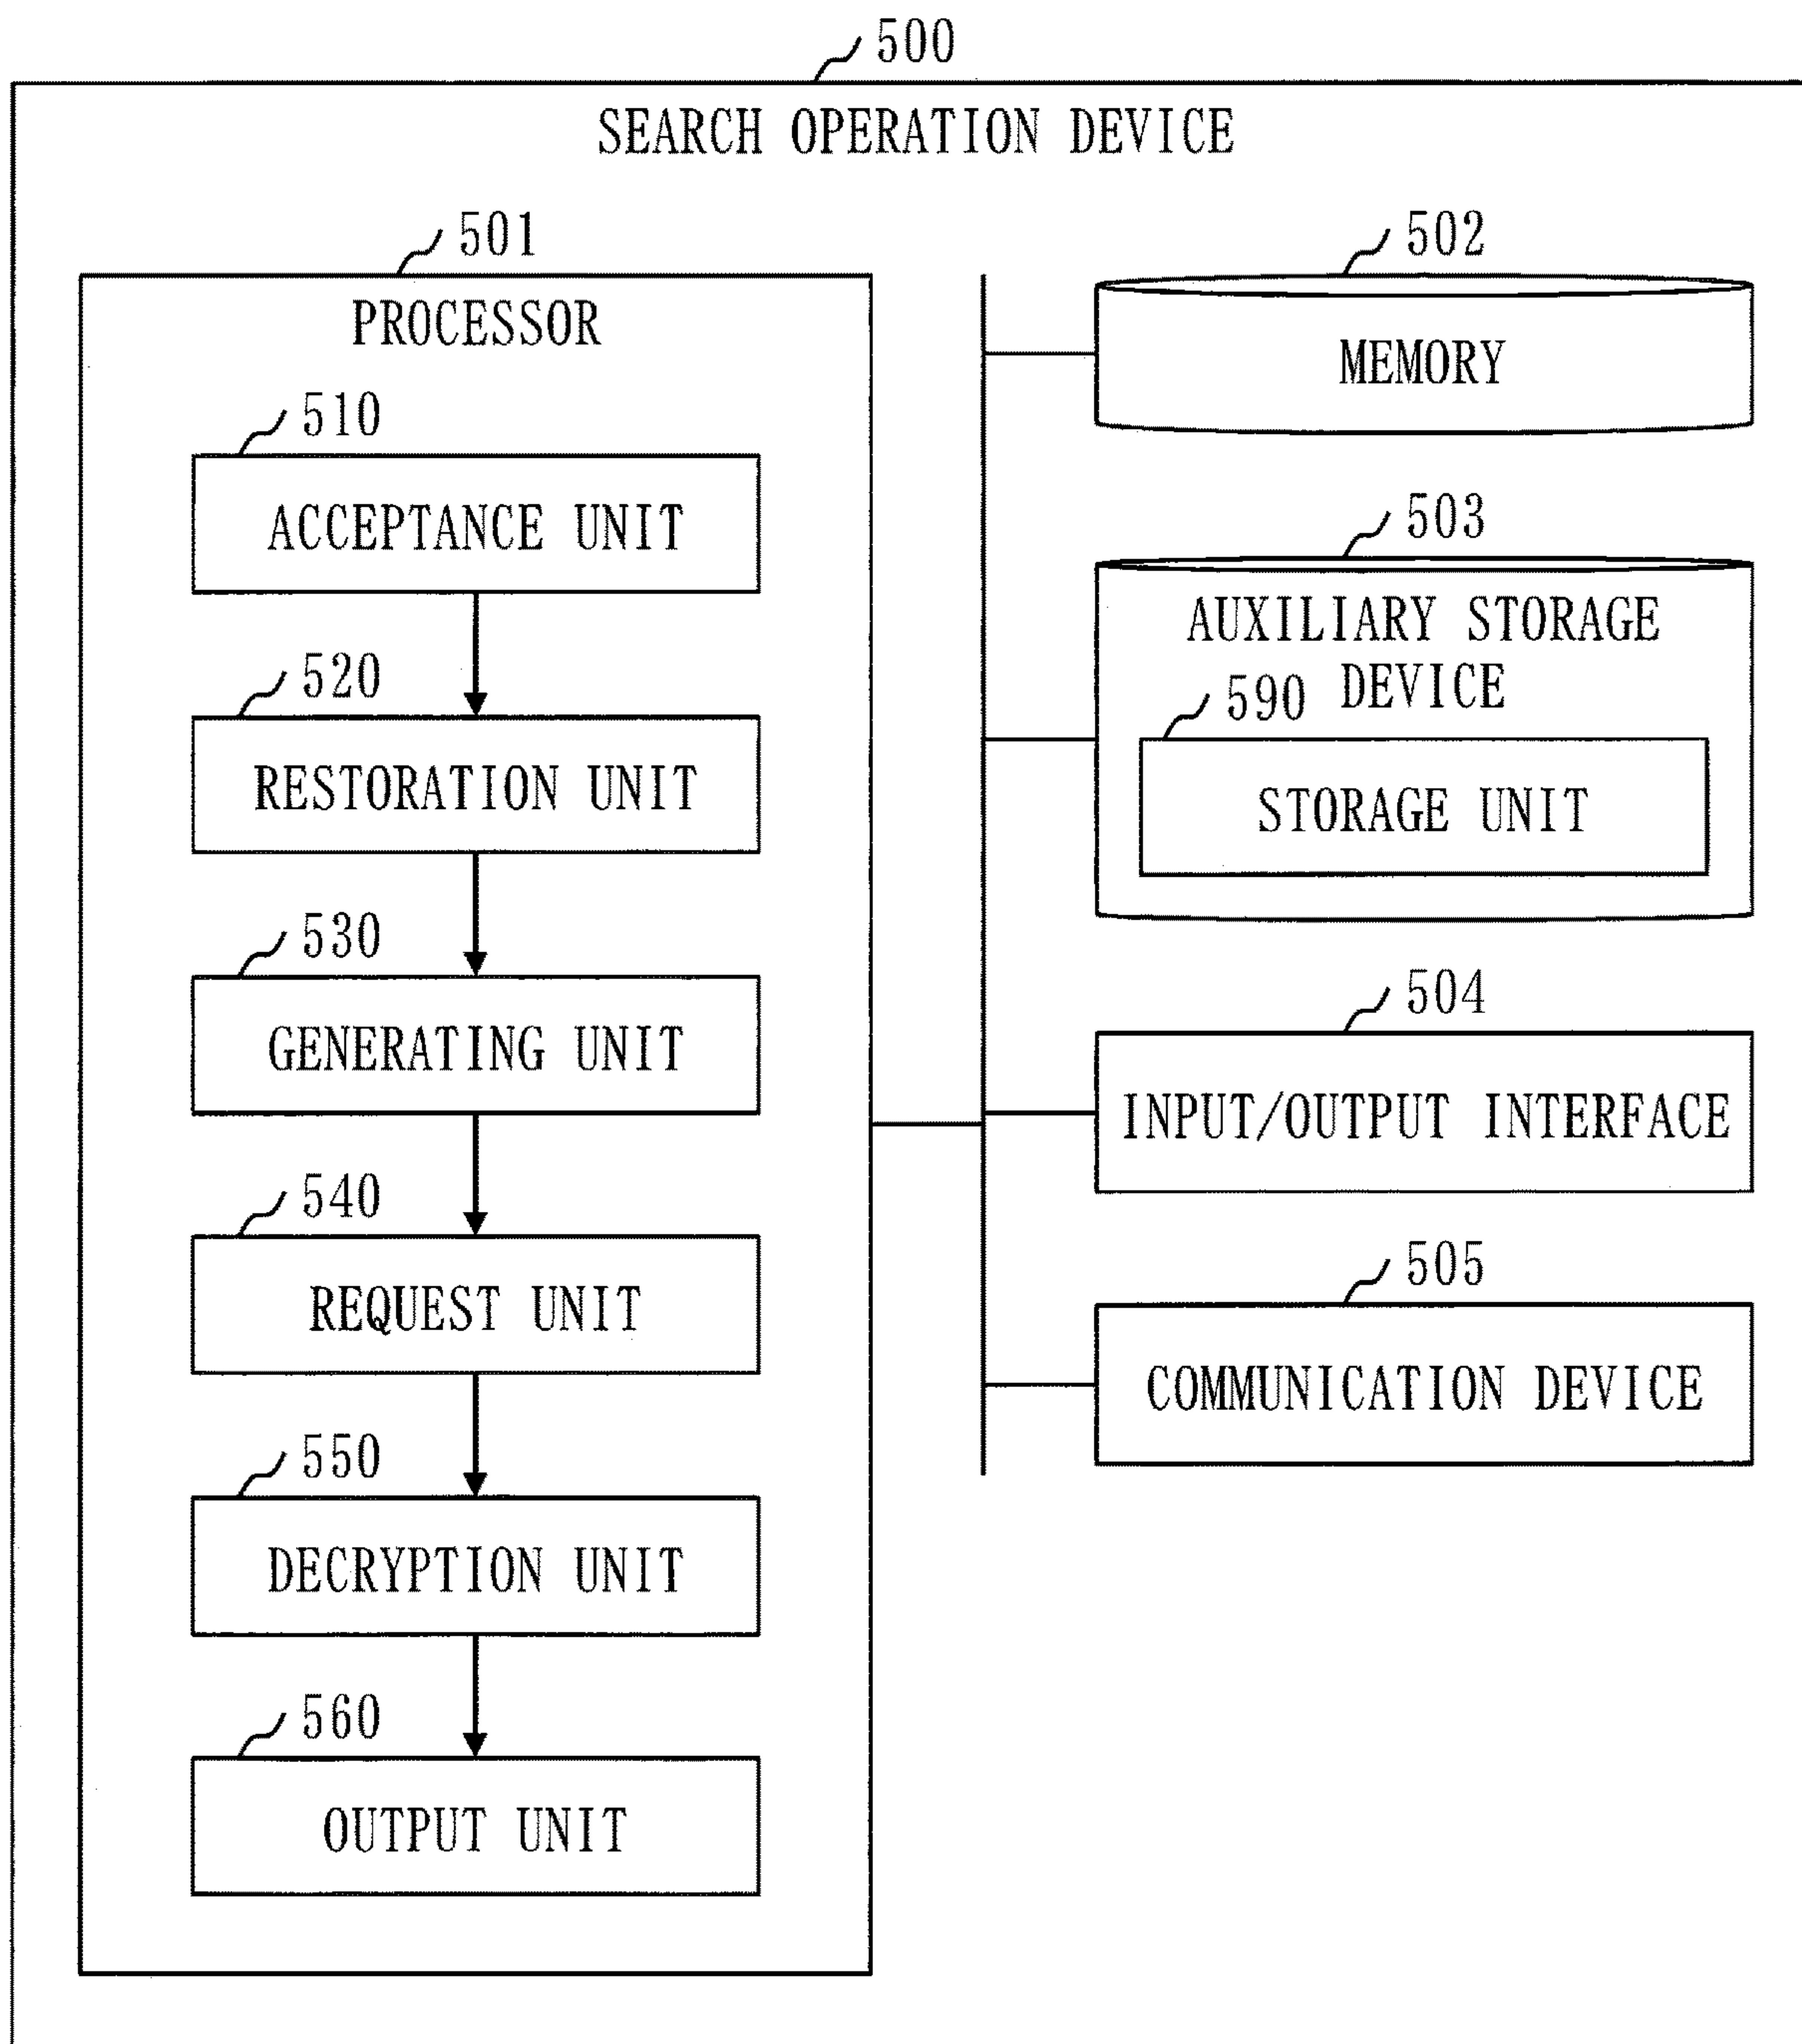 500
SEARCH OPERATION DEVICE
501
PROCESSOR
510
ACCEPTANCE UNIT
520
RESTORATION UNIT
530
GENERATING UNIT
540
REQUEST UNIT
550
DECRYPTION UNIT
560
OUTPUT UNIT
502
MEMORY
503
AUXILIARY STORAGE
DEVICE
590
STORAGE UNIT
504
INPUT/OUTPUT INTERFACE
505
COMMUNICATION DEVICE